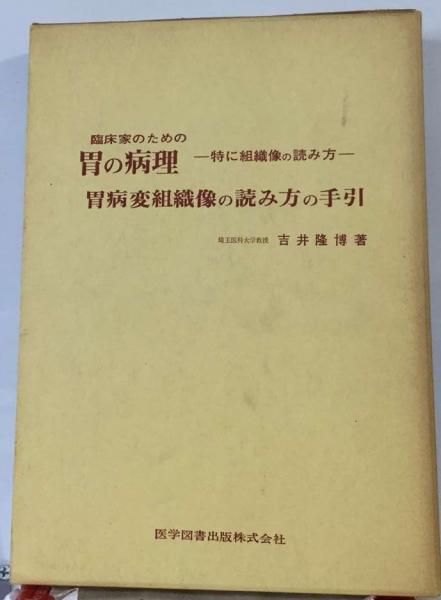 臨床家のための
胃の病理 ―特に組織像の読み方―
胃病変組織像の読み方の手引
埼玉医科大学教授 吉井隆博著
医学図書出版株式会社